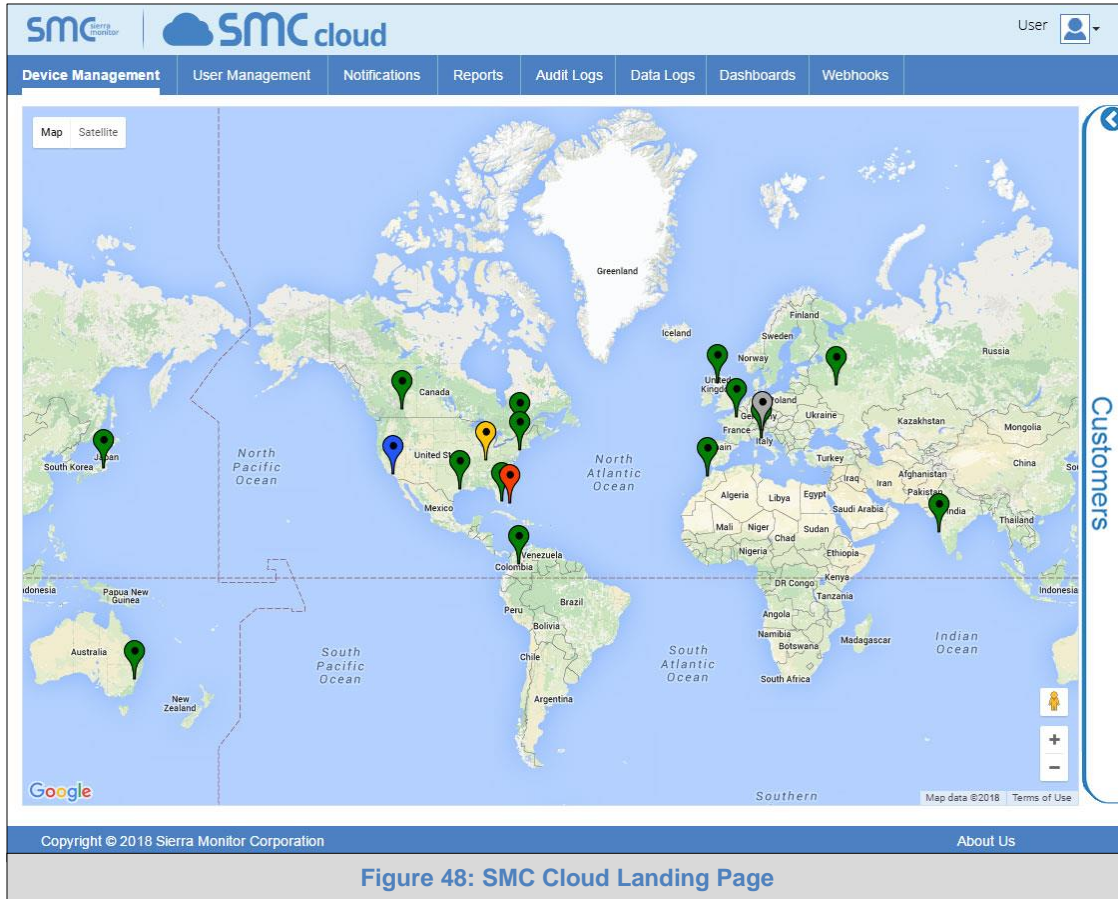 SMC sierra monitor
SMC cloud
User
Device Management User Management Notifications Reports Audit Logs Data Logs Dashboards Webhooks
Map Satellite
Greenland
Iceland
Finland
Sweden
Norway
Russia
Canada
Ukraine
France
Kazakhstan
Mongolia
Italy
Turkey
South Korea
North
Pacific
Ocean
North
Atlantic
Ocean
Afghanistan
China
Iraq
Iran
Pakistan
Algeria
Libya
Egypt
Saudi Arabia
India
Thailand
Mexico
Mali
Niger
Chad
Sudan
Nigeria
Ethiopia
Venezuela
Colombia
Papua New
Guinea
DR Congo
Kenya
Tanzania
Indonesia
Peru
Brazil
Bolivia
Angola
Namibia
Botswana
Madagascar
Indian
Ocean
Australia
South
Pacific
Ocean
Chile
South
Atlantic
Ocean
South Africa
New
Zealand
Argentina
Customers
Google
Southern
Map data ©2018 Terms of Use
Copyright © 2018 Sierra Monitor Corporation About Us
Figure 48: SMC Cloud Landing Page